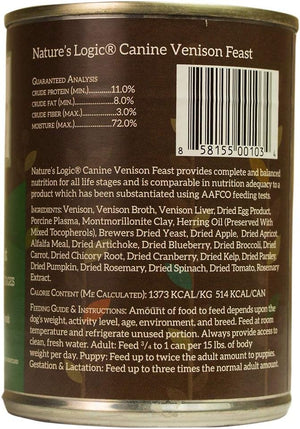 Nature's Logic® Canine Venison Feast
Guaranteed Analysis
crude protein (min.)..........11.0%
crude fat (min.)................8.0%
crude fiber (max.).............3.0%
moisture (max.)................72.0%
8 58155 00103 4
Nature's Logic® Canine Venison Feast provides complete and balanced
nutrition for all life stages and is comparable in nutrition adequacy to a
product which has been substantiated using AAFCO feeding tests.
Ingredients: Venison, Venison Broth, Venison Liver, Dried Egg Product,
Porcine Plasma, Montmorillonite Clay, Herring Oil (Preserved With
Mixed Tocopherols), Brewers Dried Yeast, Dried Apple, Dried Apricot,
Alfalfa Meal, Dried Artichoke, Dried Blueberry, Dried Broccoli, Dried
Carrot, Dried Chicory Root, Dried Cranberry, Dried Kelp, Dried Parsley,
Dried Pumpkin, Dried Rosemary, Dried Spinach, Dried Tomato, Rosemary
Extract.
Calorie Content (Me Calculated): 1373 KCAL/KG 514 KCAL/CAN
Feeding Guide & Instructions: Amount of food to feed depends upon the
dog's weight, activity level, age, environment, and breed. Feed at room
temperature and refrigerate unused portion. Always provide access to
clean, fresh water. Adult: Feed 3/4 to 1 can per 15 lbs. of body
weight per day. Puppy: Feed up to twice the adult amount to puppies.
Gestation & Lactation: Feed up to three times the normal adult amount.